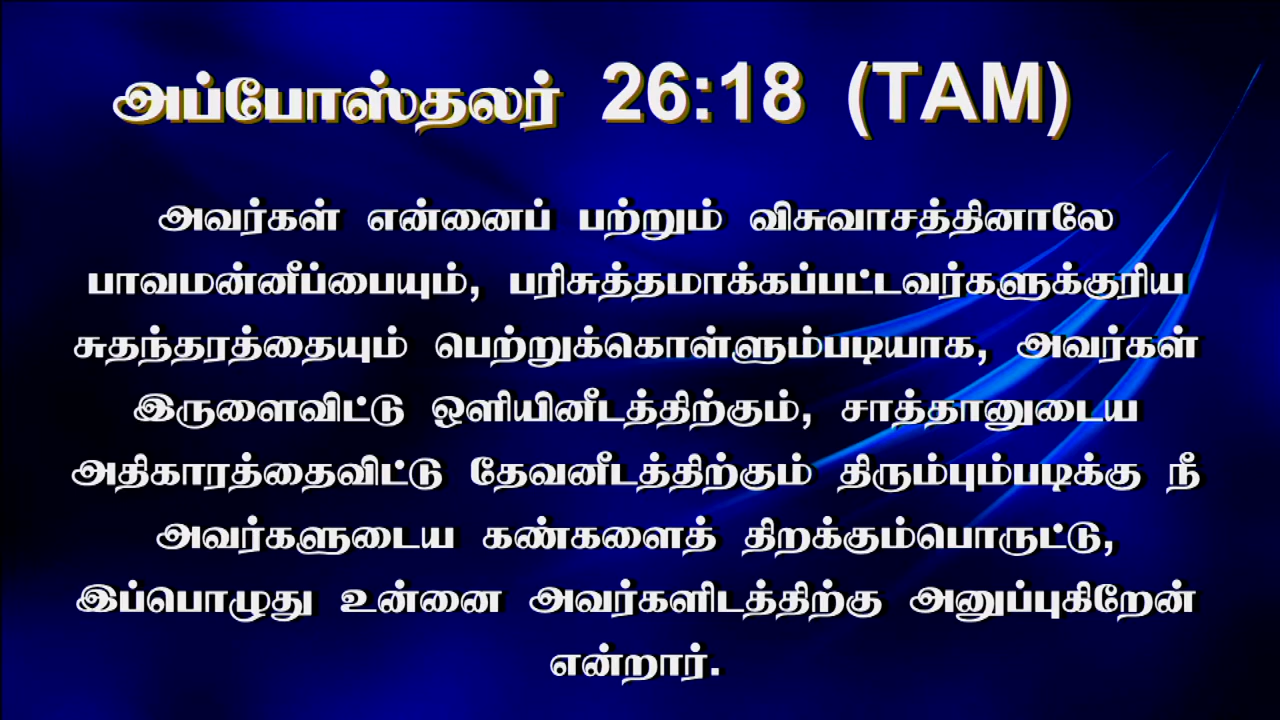 அப்போஸ்தலர் 26:18 (TAM)
அவர்கள் என்னைப் பற்றும் விசுவாசத்தினாலே
பாவமன்னீப்பையும், பரிசுத்தமாக்கப்பட்டவர்களுக்குரிய
சுதந்தரத்தையும் பெற்றுக்கொள்ளும்படியாக, அவர்கள்
இருளைவிட்டு ஒளியினீடத்திற்கும், சாத்தானுடைய
அதிகாரத்தைவிட்டு தேவனீடத்திற்கும் திரும்பும்படிக்கு நீ
அவர்களுடைய கண்களைத் திறக்கும்பொருட்டு,
இப்பொழுது உன்னை அவர்களிடத்திற்கு அனுப்புகிறேன்
என்றார்.